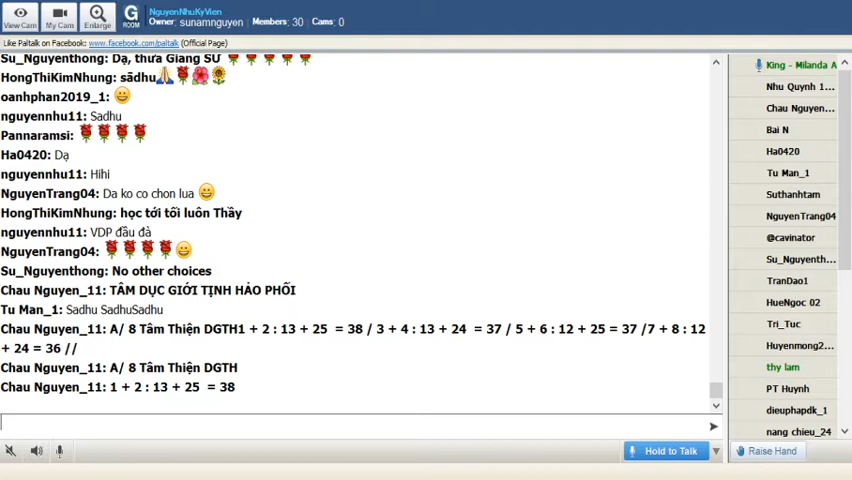 View Cam
My Cam
Enlarge
G
ROOM
NguyenNhuKyVien
Owner: sunamnguyen Members: 30 Cams: 0
Like Paltalk on Facebook: www.facebook.com/paltalk (Official Page)
Su_Nguyenthong: Dạ, thưa Giảng SƯ
HongThiKimNhung: sādhu
oanhphan2019_1:
nguyennhu11: Sadhu
Pannaramsi:
Ha0420: Dạ
nguyennhu11: Hihi
NguyenTrang04: Da ko co chon lua
HongThiKimNhung: học tới tối luôn Thầy
nguyennhu11: VDP đầu đà
NguyenTrang04:
Su_Nguyenthong: No other choices
Chau Nguyen_11: TÂM DỤC GIỚI TỊNH HẢO PHỐI
Tu Man_1: Sadhu SadhuSadhu
Chau Nguyen_11: A/ 8 Tâm Thiện DGTH1 + 2 : 13 + 25 = 38 / 3 + 4 : 13 + 24 = 37 / 5 + 6 : 12 + 25 = 37 /7 + 8 : 12
+ 24 = 36 //
Chau Nguyen_11: A/ 8 Tâm Thiện DGTH
Chau Nguyen_11: 1 + 2 : 13 + 25 = 38
Hold to Talk
King - Milanda A
Nhu Quynh 1...
Chau Nguyen...
Bai N
Ha0420
Tu Man_1
Suthanhtam
NguyenTrang04
@cavinator
Su_Nguyenth...
TranDao1
HueNgoc 02
Tri_Tuc
Huyenmong2...
thy lam
PT Huynh
dieuphapdk_1
nang chieu_24
Raise Hand